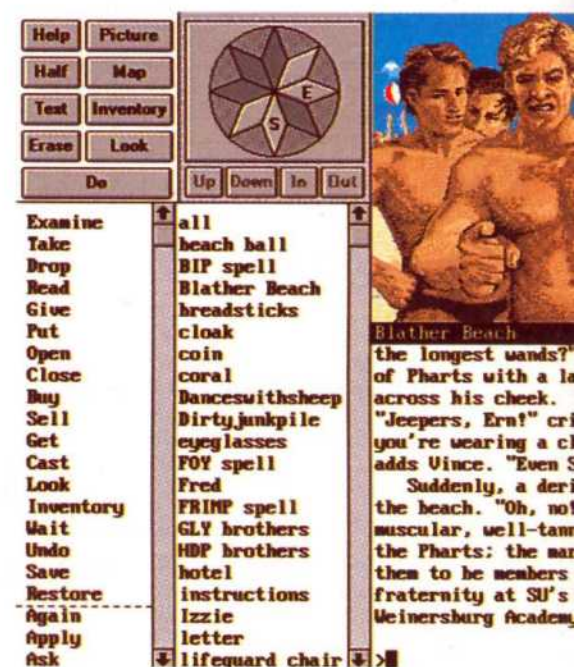 Help Picture
Half Map
Text Inventory
Erase Look
Do
E
S
Up Down In Out
Examine
Take
Drop
Read
Give
Put
Open
Close
Buy
Sell
Get
Cast
Look
Inventory
Wait
Undo
Save
Restore
Again
Apply
Ask
all
beach ball
BIP spell
Blather Beach
breadsticks
cloak
coin
coral
Danceswithsheep
Dirtyjunkpile
eyeglasses
FOY spell
Fred
FRIMP spell
GLY brothers
HDP brothers
hotel
instructions
Izzie
letter
lifeguard chair
Blather Beach
the longest wands?"
of Pharts with a la
across his cheek.
"Jeepers, Ern!" cri
you're wearing a cl
adds Vince. "Even S
Suddenly, a deri
the beach. "Oh, no!
muscular, well-tann
the Pharts; the mar
them to be members
fraternity at SU's
Weinersburg Academy
>